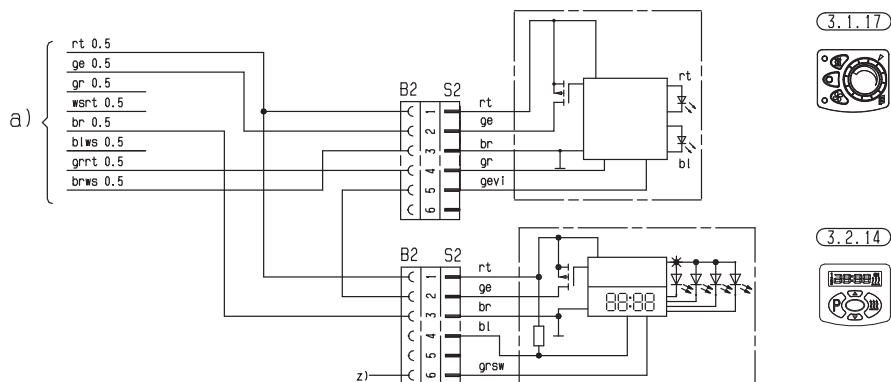 rt 0.5
ge 0.5
gr 0.5
wsrt 0.5
a)
br 0.5
blws 0.5
grrt 0.5
brws 0.5
B2 S2
1 rt
2 ge
3 br
4 gr
5 gevi
6
rt
bl
3.1.17
B2 S2
1 rt
2 ge
3 br
4 bl
5
z) 6 grsw
88:88
3.2.14
P